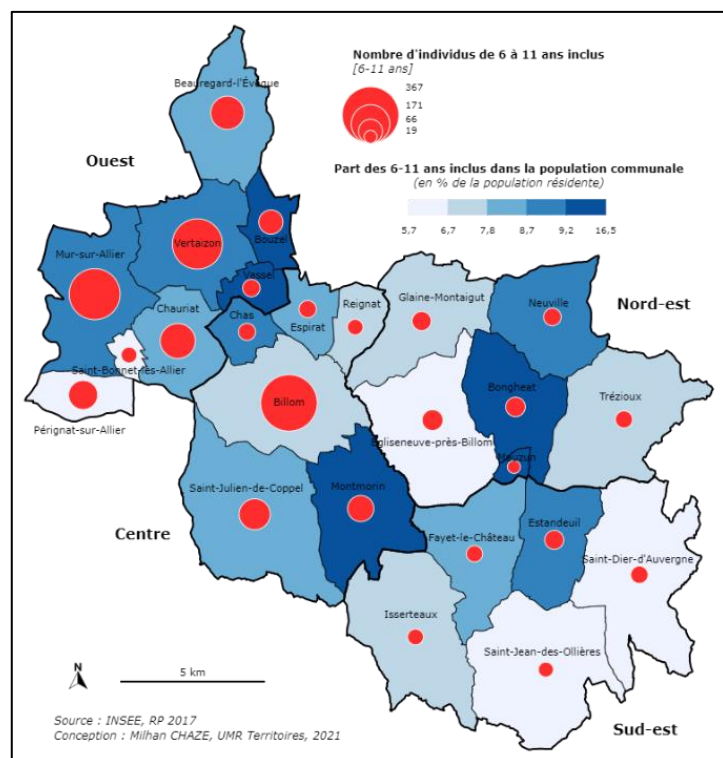 Nombre d'individus de 6 à 11 ans inclus
[6-11 ans]
367
171
66
19
Part des 6-11 ans inclus dans la population communale
(en % de la population résidente)
5,7 6,7 7,8 8,7 9,2 16,5
Beauregard-l'Évêque
Ouest
Vertaizon
Bouzel
Mur-sur-Allier
Vassel
Chauriat
Chas
Espirat
Reignat
Glaine-Montaigut
Neuville
Nord-est
Saint-Bonnet-lès-Allier
Billom
Bongheat
Trézioux
Pérignat-sur-Allier
Égliseneuve-près-Billom
Mauzun
Saint-Julien-de-Coppel
Montmorin
Centre
Fayet-le-Château
Estandeuil
Saint-Dier-d'Auvergne
Isserteaux
Saint-Jean-des-Ollières
N
5 km
Source : INSEE, RP 2017
Conception : Milhan CHAZE, UMR Territoires, 2021
Sud-est